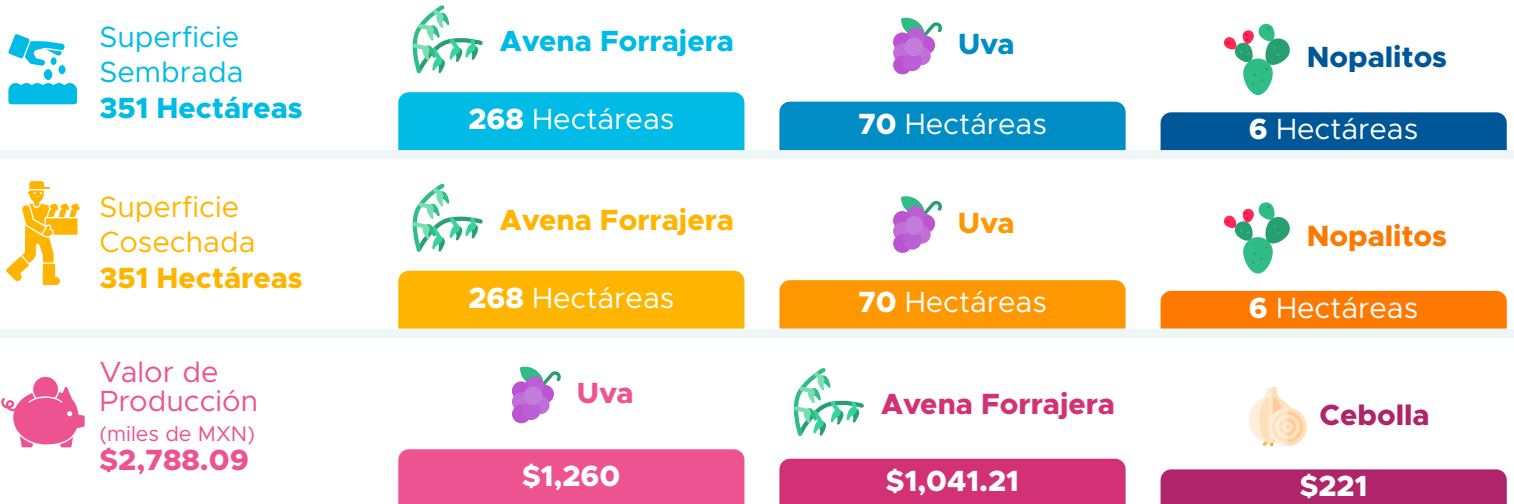 Superficie
Sembrada
351 Hectáreas
Avena Forrajera
268 Hectáreas
Uva
70 Hectáreas
Nopalitos
6 Hectáreas
Superficie
Cosechada
351 Hectáreas
Avena Forrajera
268 Hectáreas
Uva
70 Hectáreas
Nopalitos
6 Hectáreas
Valor de
Producción
(miles de MXN)
$2,788.09
Uva
$1,260
Avena Forrajera
$1,041.21
Cebolla
$221